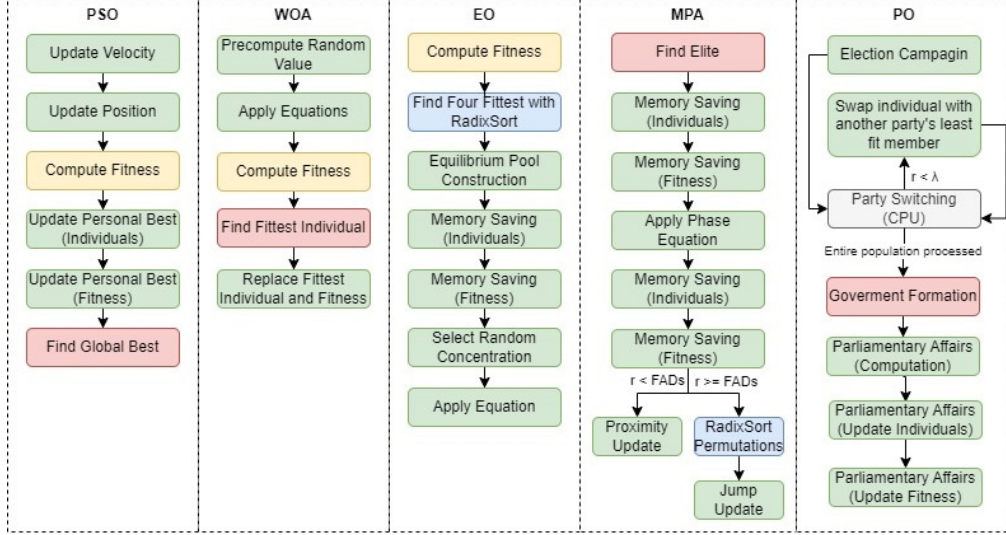 PSO
Update Velocity
Update Position
Compute Fitness
Update Personal Best
(Individuals)
Update Personal Best
(Fitness)
Find Global Best
WOA
Precompute Random
Value
Apply Equations
Compute Fitness
Find Fittest Individual
Replace Fittest
Individual and Fitness
EO
Compute Fitness
Find Four Fittest with
RadixSort
Equilibrium Pool
Construction
Memory Saving
(Individuals)
Memory Saving
(Fitness)
Select Random
Concentration
Apply Equation
MPA
Find Elite
Memory Saving
(Individuals)
Memory Saving
(Fitness)
Apply Phase
Equation
Memory Saving
(Individuals)
Memory Saving
(Fitness)
r < FADs
r >= FADs
Proximity
Update
RadixSort
Permutations
Jump
Update
PO
Election Campagin
Swap individual with
another party's least
fit member
r < λ
Party Switching
(CPU)
Entire population processed
Goverment Formation
Parliamentary Affairs
(Computation)
Parliamentary Affairs
(Update Individuals)
Parliamentary Affairs
(Update Fitness)